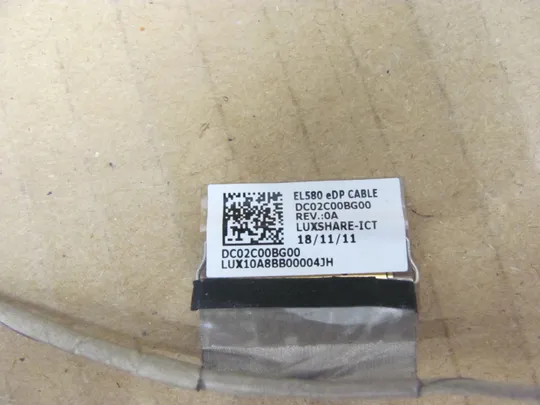 EL580 eDP CABLE
DC02C00BG00
REV.:0A
LUXSHARE-ICT
18/11/11
DC02C00BG00
LUX10A8BB00004JH